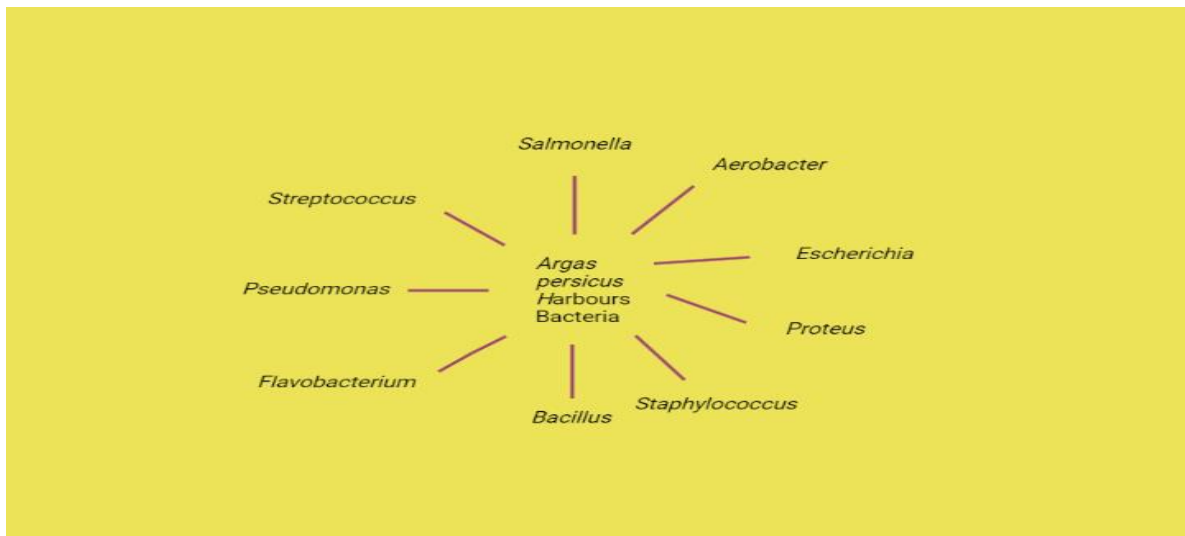 Salmonella
Aerobacter
Streptococcus
Escherichia
Argas
persicus
Harbours
Bacteria
Pseudomonas
Proteus
Flavobacterium
Staphylococcus
Bacillus